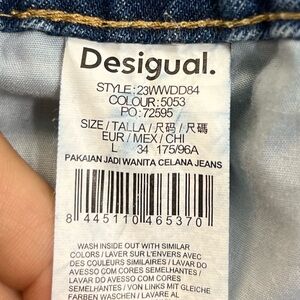 Desigual.
STYLE:23WWDD84
COLOUR:5053
PO:72595
SIZE/TALLA/尺码/尺碼
EUR/MEX/CHI
L 34 175/96A
PAKAIAN JADI WANITA CELANA JEANS
8 445110 465370
WASH INSIDE OUT WITH SIMILAR
COLORS / LAVER SUR L'ENVERS AVEC
DES COULEURS SIMILAIRES / LAVAR DO
AVESSO COM CORES SEMELHANTES /
LAVAR DO AVESSO COM CORES
SEMELHANTES / VON LINKS MIT GLEICHE
FARBEN WASCHEN / LAVARE AL